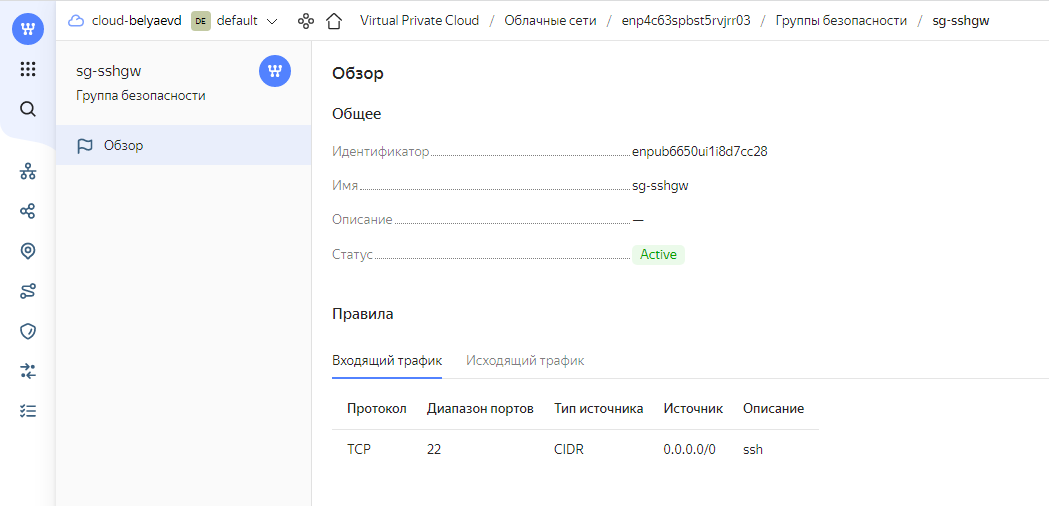 cloud-belyaevd DE default Virtual Private Cloud / Облачные сети / enp4c63spbst5rvjrr03 / Группы безопасности / sg-sshgw
sg-sshgw
Группа безопасности
Обзор
Обзор
Общее
Идентификатор enpub6650ui1i8d7cc28
Имя sg-sshgw
Описание —
Статус Active
Правила
Входящий трафик Исходящий трафик
Протокол Диапазон портов Тип источника Источник Описание
TCP 22 CIDR 0.0.0.0/0 ssh